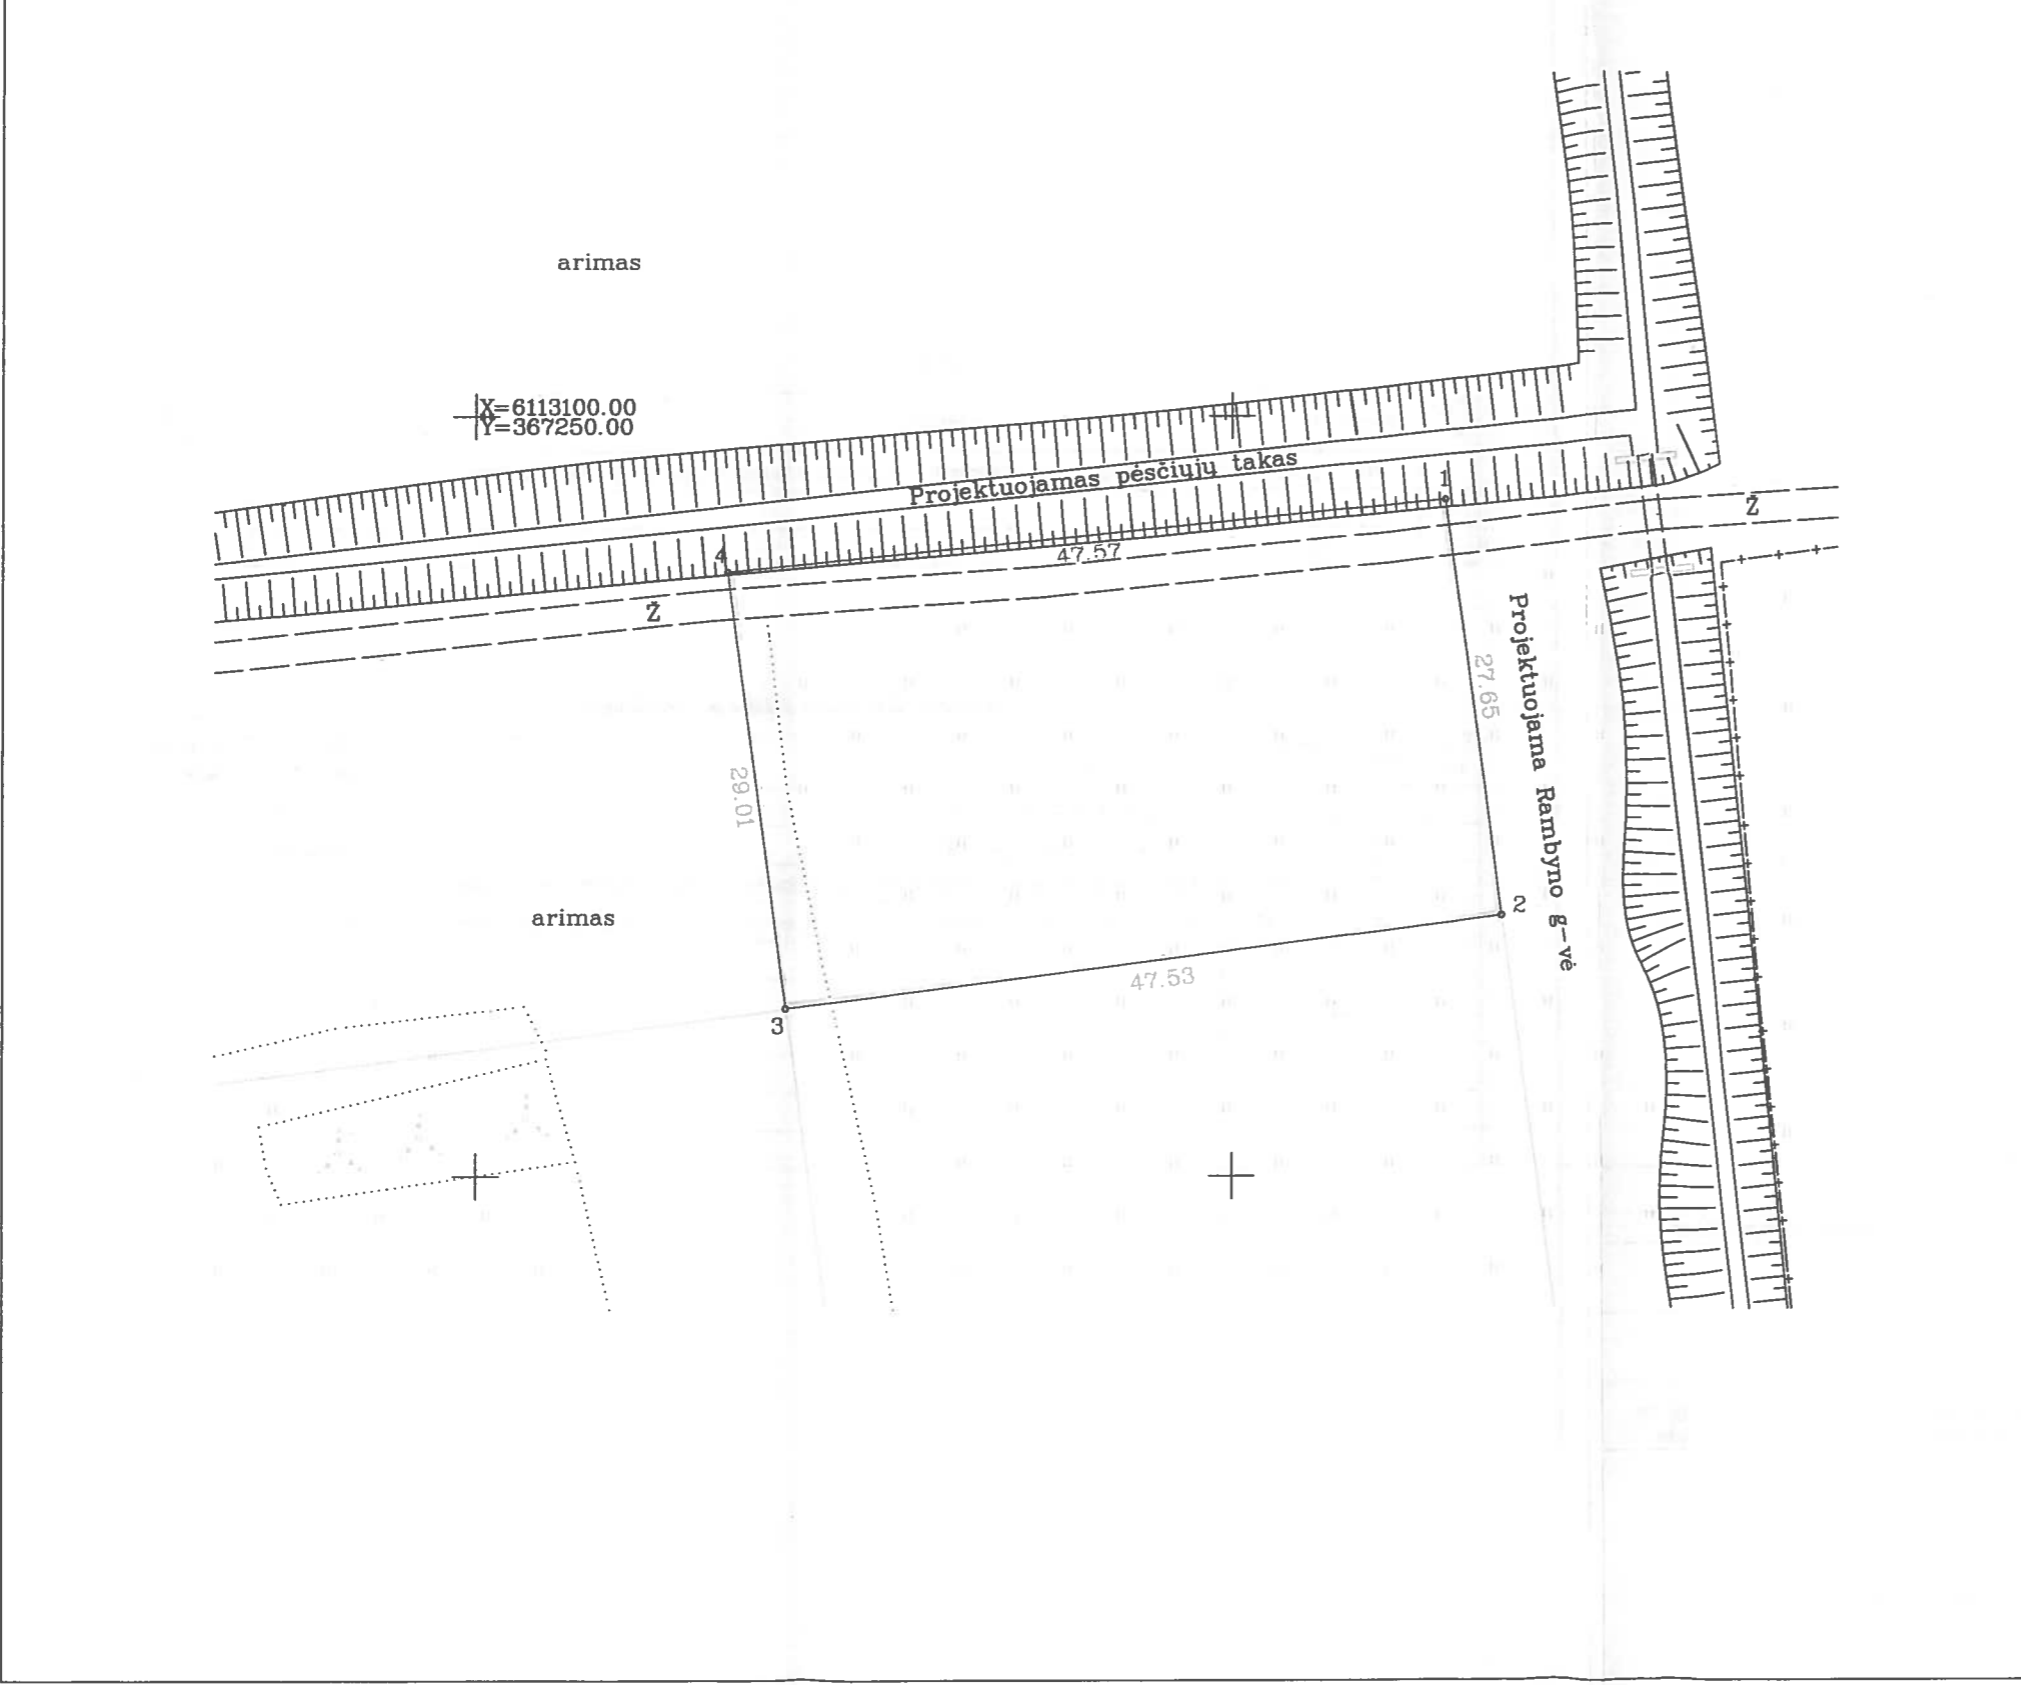 arimas
X=6113100.00
Y=367250.00
Projektuojamas pėsčiųjų takas
1
Ž
4
47.57
Ž
Projektuojama Rambyno g-vė
27.65
29.01
2
arimas
47.53
3